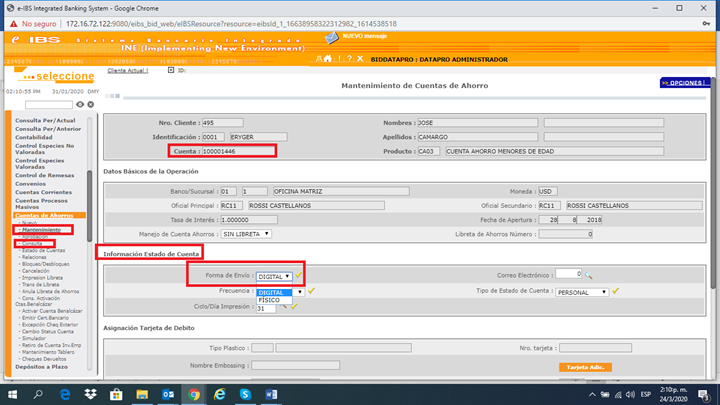 e-IBS Integrated Banking System - Google Chrome
No seguro | 172.16.72.122:9080/eibs_bid_web/eIBSResource?resource=eibsId_1_16638958322312982_1614538518
e-IBS Sistema Bancario Integrado
INE (Implementing New Environment)
NUEVO mensaje
BIDDATAPRO : DATAPRO ADMINISTRADOR
...seleccione
Cliente Actual | ID:
OPCIONES
02:10:55 PM 31/01/2020 DMY
Mantenimiento de Cuentas de Ahorro
Consulta Per/Actual
Consulta Per/Anterior
Contabilidad
Control Especies No Valoradas
Control Especies Valoradas
Control de Remesas
Convenios
Cuentas Corrientes
Cuentas Procesos Masivos
Cuentas de Ahorros
- Nuevo
- Mantenimiento
- Aprobación
- Consulta
- Estado de Cuentas
- Relaciones
- Bloqueo/Desbloqueo
- Cancelación
- Impresion Libreta
- Trans de Libreta
- Anula Libreta de Ahorros
- Cons. Activación Ctas.Benalcázar
- Activar Cuenta Benalcázar
- Emitir Cert.Bancario
- Excepción Chaq Exterior
- Cambio Status Cuenta
- Simulador
- Retiro de Cuenta Inv.Emp
- Mantenimiento Tablero
- Cheques Devueltos
Depósitos a Plazo
Nro. Cliente : 495 Nombres : JOSE
Identificación : 0001 ERYGER Apellidos : CAMARGO
Cuenta : 100001446 Producto : CA03 CUENTA AHORRO MENORES DE EDAD
Datos Básicos de la Operación
Banco/Sucursal : 01 1 OFICINA MATRIZ Moneda : USD
Oficial Principal : RC11 ROSSI CASTELLANOS Oficial Secundario : RC11 ROSSI CASTELLANOS
Tasa de Interés : 1.000000 Fecha de Apertura : 28 8 2018
Manejo de Cuenta Ahorros : SIN LIBRETA Libreta de Ahorros Número : 0
Información Estado de Cuenta
Forma de Envío : DIGITAL Correo Electrónico : 0
DIGITAL
FÍSICO
Frecuencia : Tipo de Estado de Cuenta : PERSONAL
Ciclo/Día Impresión : 31
Asignación Tarjeta de Debito
Tipo Plastico : Nro. tarjeta :
Nombre Embossing : Tarjeta Adic.
ESP
2:10 p. m.
24/3/2020
3